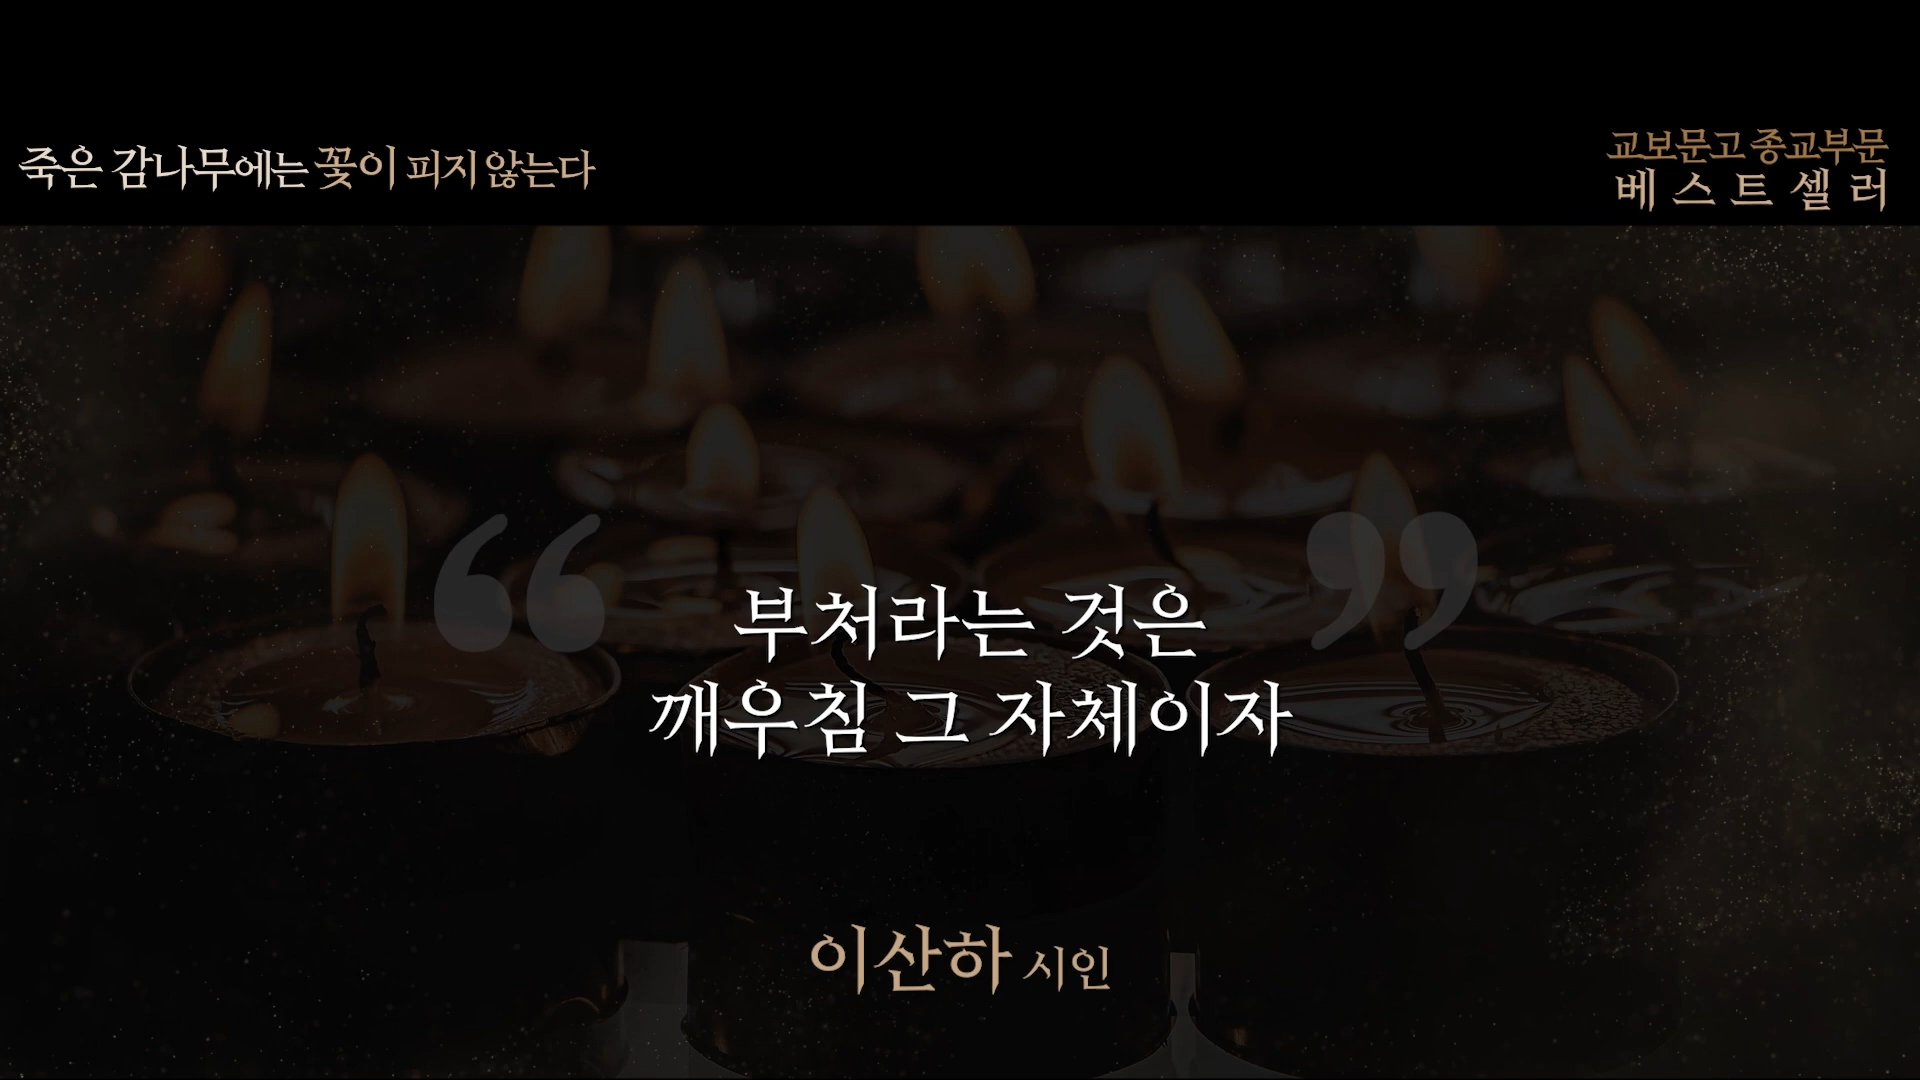 죽은 감나무에는 꽃이 피지 않는다
교보문고 종교부문
베스트셀러
“ ”
부처라는 것은
깨우침 그 자체이자
이산하 시인